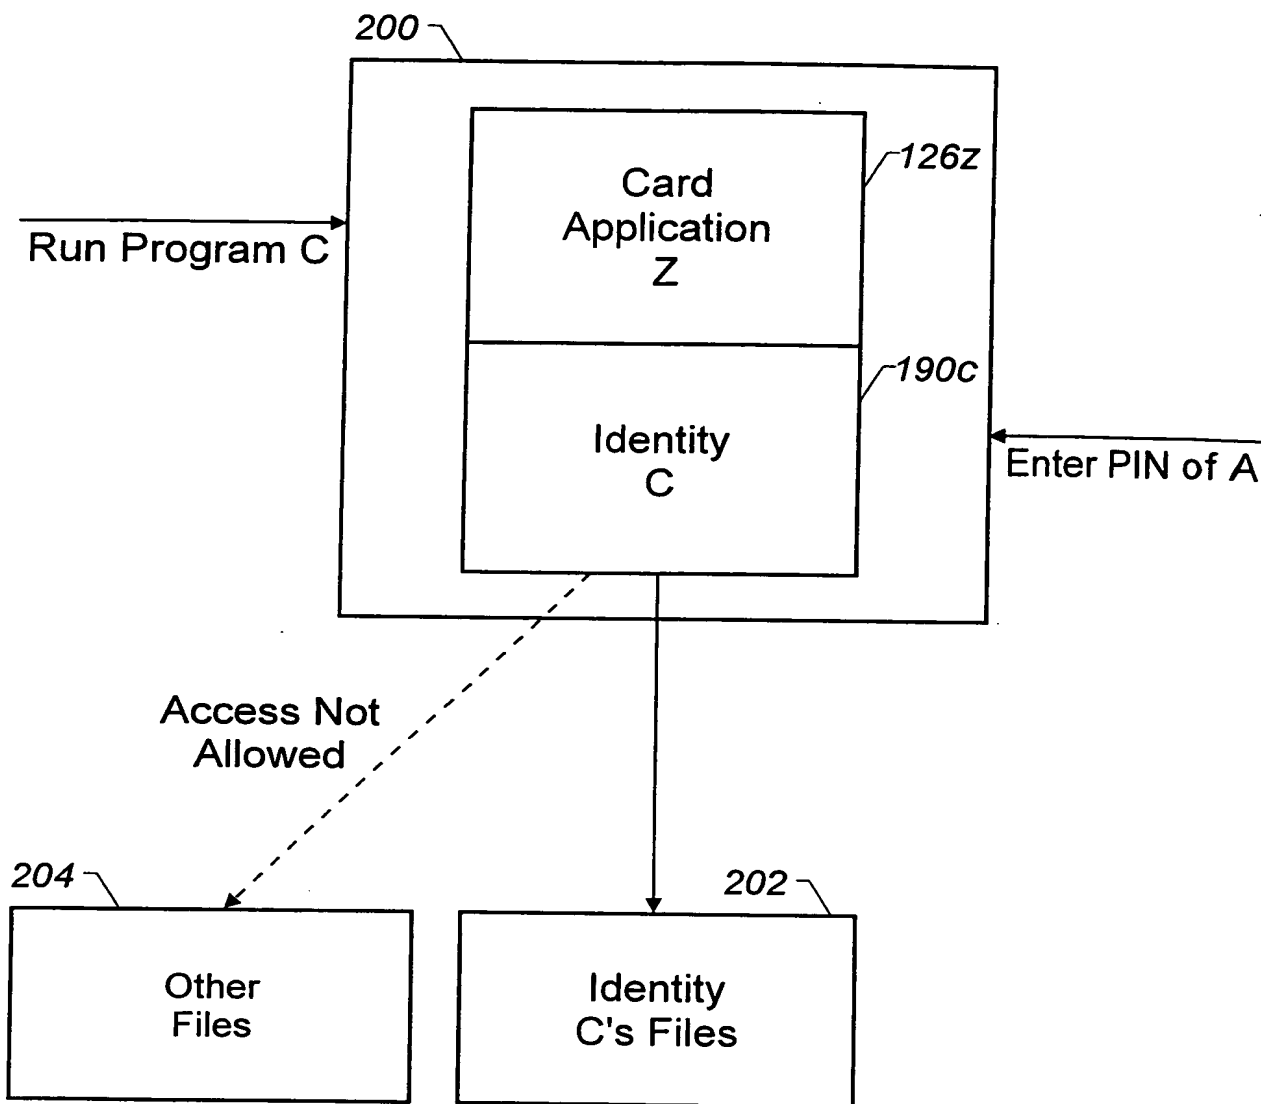 200
Card
Application
Z
126z
Run Program C
190c
Identity
C
Enter PIN of A
Access Not
Allowed
204
202
Other
Files
Identity
C's Files